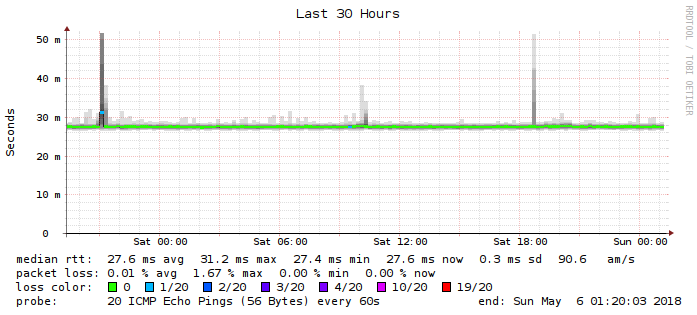 Last 30 Hours
RRDTOOL / TOBI OETIKER
Seconds
50 m
40 m
30 m
20 m
10 m
0
Sat 00:00 Sat 06:00 Sat 12:00 Sat 18:00 Sun 00:00
median rtt: 27.6 ms avg 31.2 ms max 27.4 ms min 27.6 ms now 0.3 ms sd 90.6 am/s
packet loss: 0.01 % avg 1.67 % max 0.00 % min 0.00 % now
loss color: 0 1/20 2/20 3/20 4/20 10/20 19/20
probe: 20 ICMP Echo Pings (56 Bytes) every 60s end: Sun May 6 01:20:03 2018